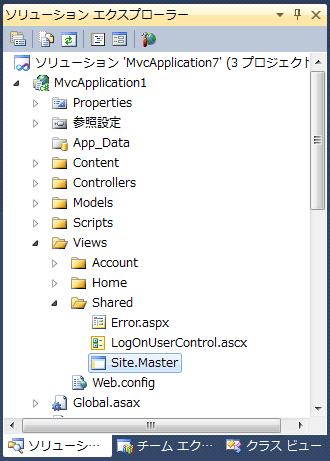 ソリューション エクスプローラー
ソリューション 'MvcApplication7' (3 プロジェクト
MvcApplication1
Properties
参照設定
App_Data
Content
Controllers
Models
Scripts
Views
Account
Home
Shared
Error.aspx
LogOnUserControl.ascx
Site.Master
Web.config
Global.asax
ソリューシ... チーム エク... クラス ビュー